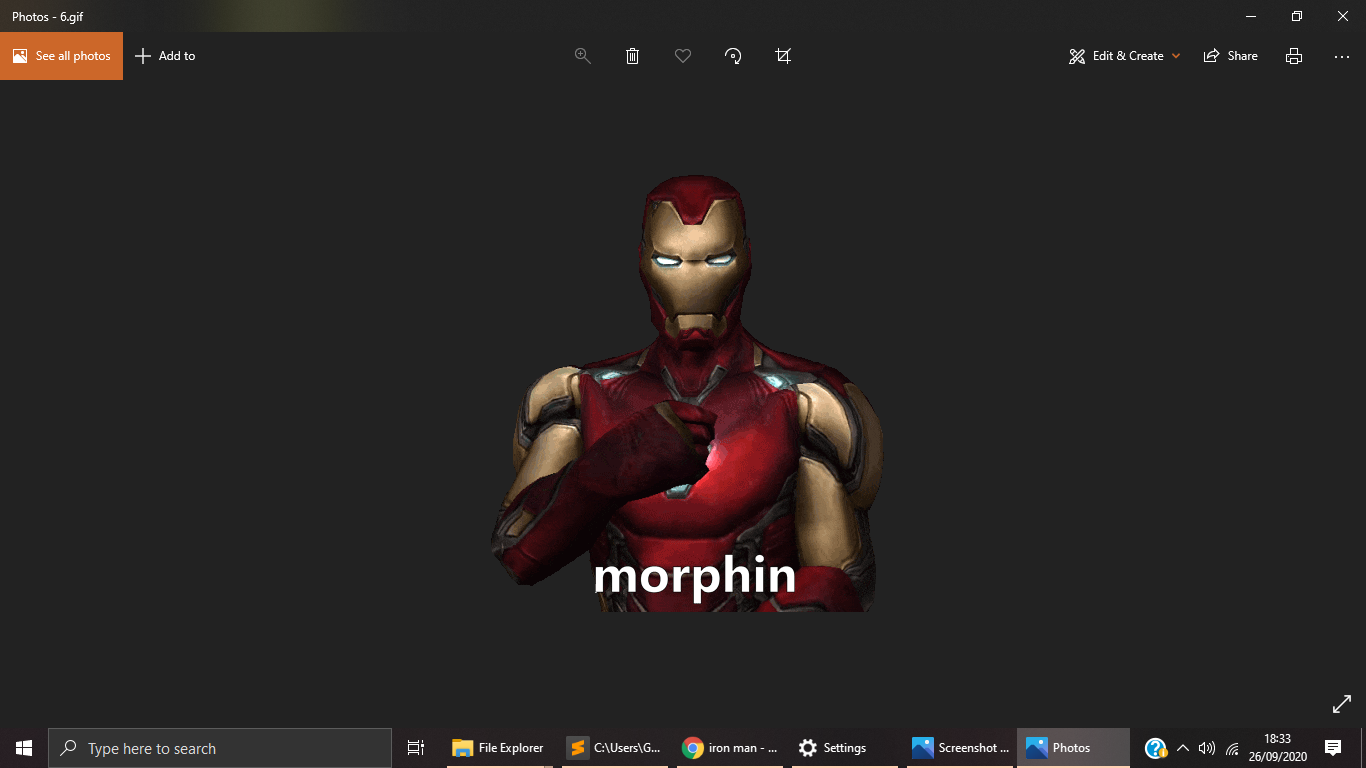 Photos - 6.gif
See all photos
Add to
Edit & Create
Share
morphin
Type here to search
File Explorer
C:\Users\G...
iron man - ...
Settings
Screenshot ...
Photos
18:33
26/09/2020